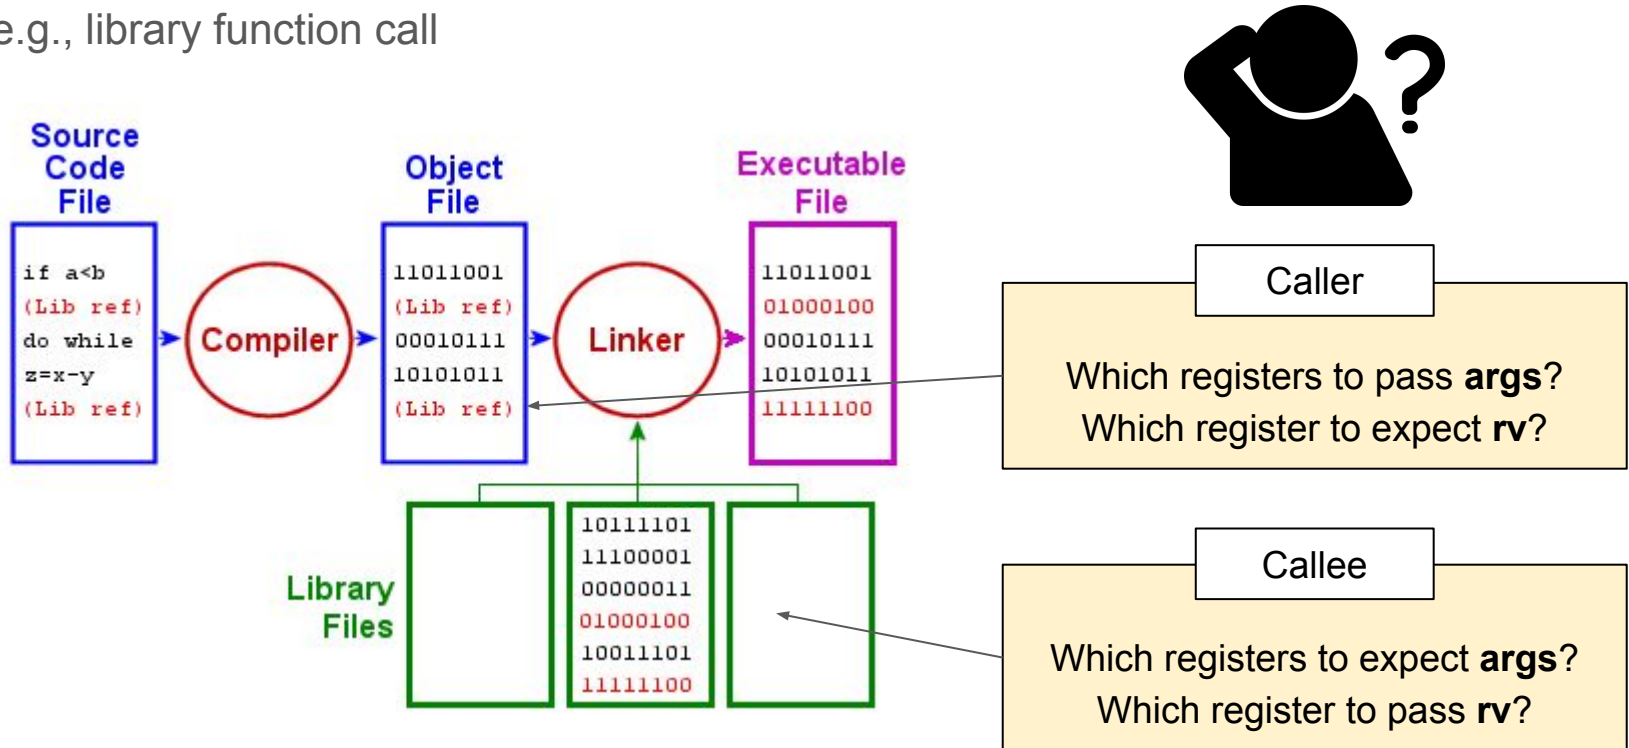 e.g., library function call
?
Source
Code
File
if a<b
(Lib ref)
do while
z=x-y
(Lib ref)
Compiler
Object
File
11011001
(Lib ref)
00010111
10101011
(Lib ref)
Linker
Executable
File
11011001
01000100
00010111
10101011
11111100
Library
Files
10111101
11100001
00000011
01000100
10011101
11111100
Caller
Which registers to pass args?
Which register to expect rv?
Callee
Which registers to expect args?
Which register to pass rv?